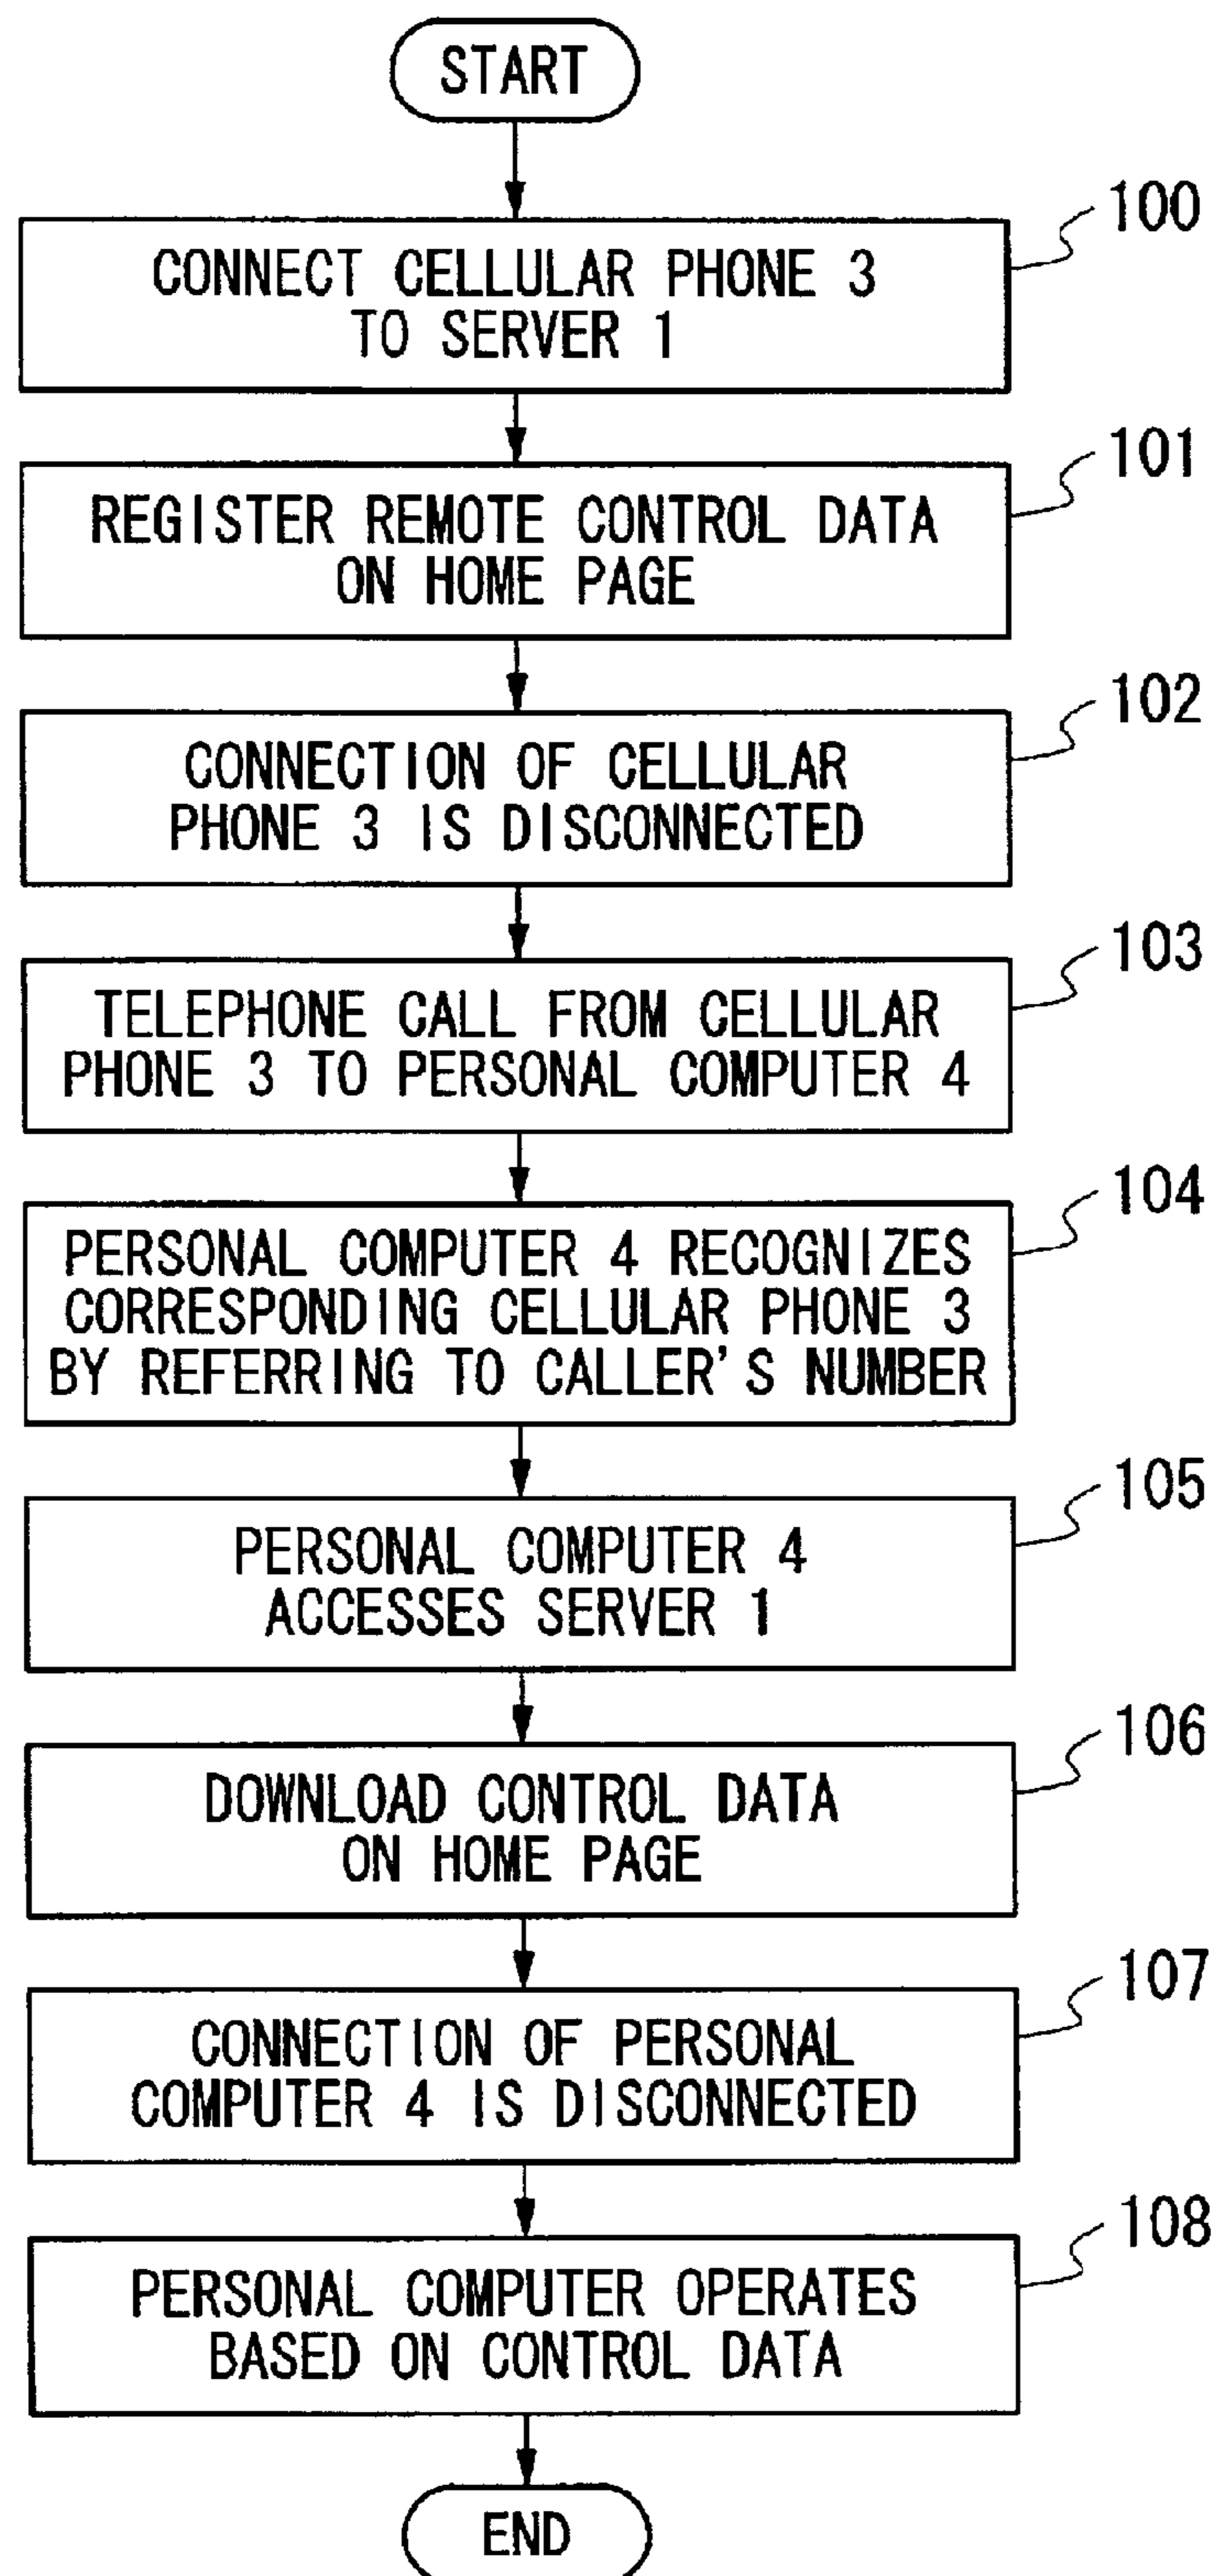 START
100
CONNECT CELLULAR PHONE 3
TO SERVER 1
101
REGISTER REMOTE CONTROL DATA
ON HOME PAGE
102
CONNECTION OF CELLULAR
PHONE 3 IS DISCONNECTED
103
TELEPHONE CALL FROM CELLULAR
PHONE 3 TO PERSONAL COMPUTER 4
104
PERSONAL COMPUTER 4 RECOGNIZES
CORRESPONDING CELLULAR PHONE 3
BY REFERRING TO CALLER'S NUMBER
105
PERSONAL COMPUTER 4
ACCESSES SERVER 1
106
DOWNLOAD CONTROL DATA
ON HOME PAGE
107
CONNECTION OF PERSONAL
COMPUTER 4 IS DISCONNECTED
108
PERSONAL COMPUTER OPERATES
BASED ON CONTROL DATA
END